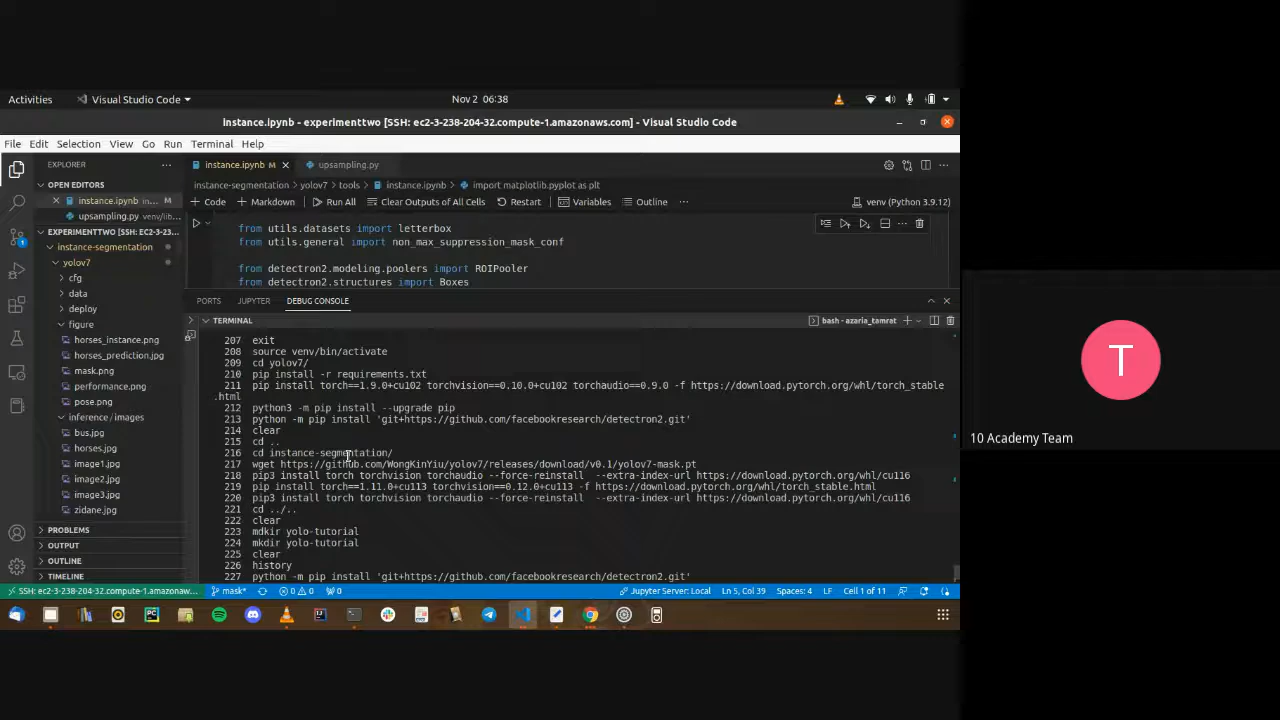 Activities
Visual Studio Code
Nov 2 06:38
instance.ipynb - experimenttwo [SSH: ec2-3-238-204-32.compute-1.amazonaws.com] - Visual Studio Code
File Edit Selection View Go Run Terminal Help
EXPLORER
instance.ipynb M
upsampling.py
OPEN EDITORS
instance-segmentation > yolov7 > tools > instance.ipynb > import matplotlib.pyplot as plt
instance.ipynb in... M
+ Code + Markdown Run All Clear Outputs of All Cells Restart Variables Outline ... venv (Python 3.9.12)
upsampling.py venv/lib...
EXPERIMENTTWO [SSH: EC2-3-23...
instance-segmentation
yolov7
cfg
data
deploy
figure
horses_instance.png
horses_prediction.jpg
mask.png
performance.png
pose.png
inference / images
bus.jpg
horses.jpg
image1.jpg
image2.jpg
image3.jpg
zidane.jpg
PROBLEMS
OUTPUT
OUTLINE
TIMELINE
from utils.datasets import letterbox
from utils.general import non_max_suppression_mask_conf
from detectron2.modeling.poolers import ROIPooler
from detectron2.structures import Boxes
PORTS JUPYTER DEBUG CONSOLE
TERMINAL
bash - azaria_tamrat
207 exit
208 source venv/bin/activate
209 cd yolov7/
210 pip install -r requirements.txt
211 pip install torch==1.9.0+cu102 torchvision==0.10.0+cu102 torchaudio==0.9.0 -f https://download.pytorch.org/whl/torch_stable
.html
212 python3 -m pip install --upgrade pip
213 python -m pip install 'git+https://github.com/facebookresearch/detectron2.git'
214 clear
215 cd ..
216 cd instance-segmentation/
217 wget https://github.com/WongKinYiu/yolov7/releases/download/v0.1/yolov7-mask.pt
218 pip3 install torch torchvision torchaudio --force-reinstall --extra-index-url https://download.pytorch.org/whl/cu116
219 pip install torch==1.11.0+cu113 torchvision==0.12.0+cu113 -f https://download.pytorch.org/whl/torch_stable.html
220 pip3 install torch torchvision torchaudio --force-reinstall --extra-index-url https://download.pytorch.org/whl/cu116
221 cd ../..
222 clear
223 mdkir yolo-tutorial
224 mkdir yolo-tutorial
225 clear
226 history
227 python -m pip install 'git+https://github.com/facebookresearch/detectron2.git'
SSH: ec2-3-238-204-32.compute-1.amazonaw... mask* 0 0 0 Jupyter Server: Local Ln 5, Col 39 Spaces: 4 LF Cell 1 of 11
T
10 Academy Team